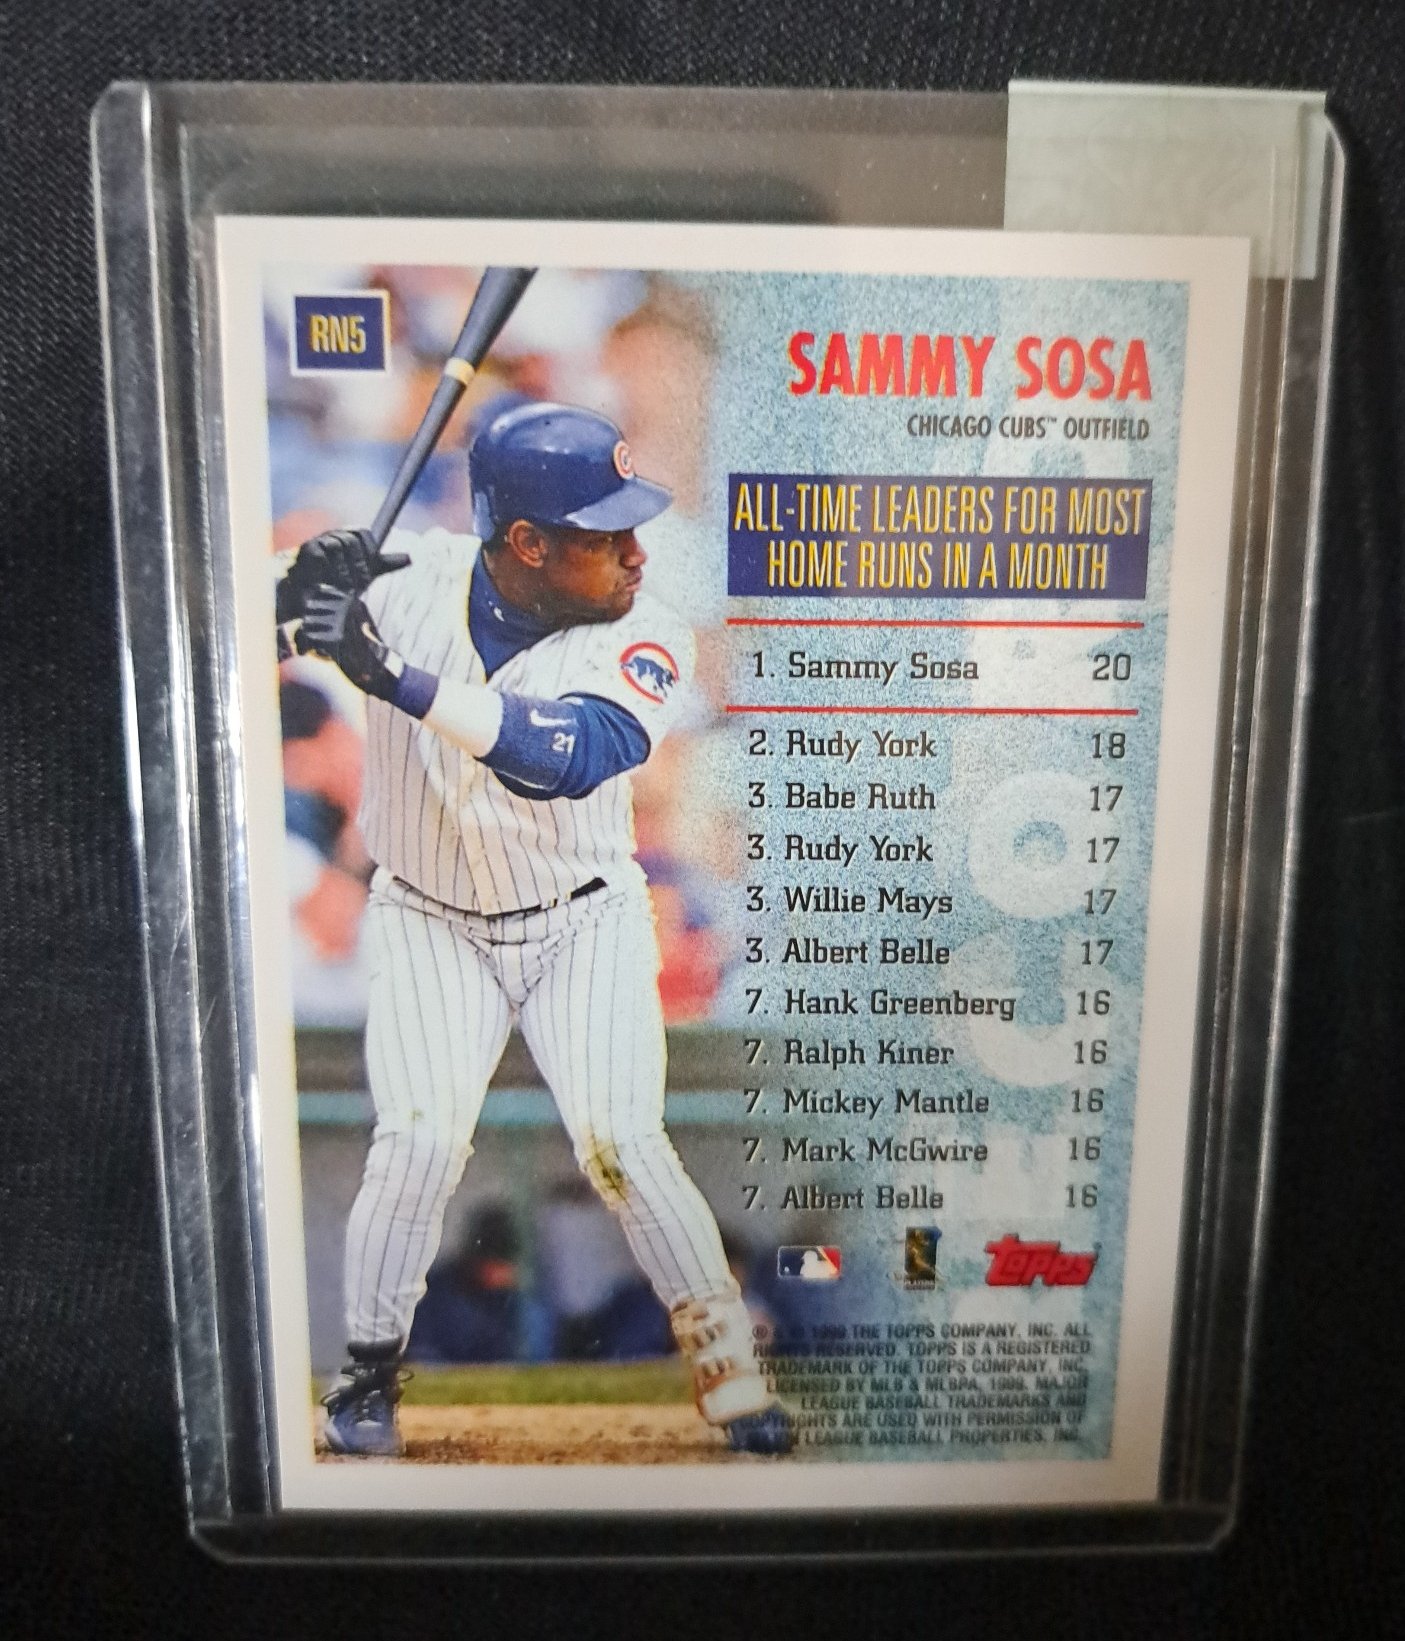 RN5
SAMMY SOSA
CHICAGO CUBS™ OUTFIELD
ALL-TIME LEADERS FOR MOST
HOME RUNS IN A MONTH
1. Sammy Sosa 20
2. Rudy York 18
3. Babe Ruth 17
3. Rudy York 17
3. Willie Mays 17
3. Albert Belle 17
7. Hank Greenberg 16
7. Ralph Kiner 16
7. Mickey Mantle 16
7. Mark McGwire 16
7. Albert Belle 16
21
C
topps
PLAYERS
® & © 1999 THE TOPPS COMPANY, INC. ALL
RIGHTS RESERVED. TOPPS IS A REGISTERED
TRADEMARK OF THE TOPPS COMPANY, INC.
LICENSED BY MLB & MLBPA, 1999. MAJOR
LEAGUE BASEBALL TRADEMARKS AND
COPYRIGHTS ARE USED WITH PERMISSION OF
MAJOR LEAGUE BASEBALL PROPERTIES, INC.